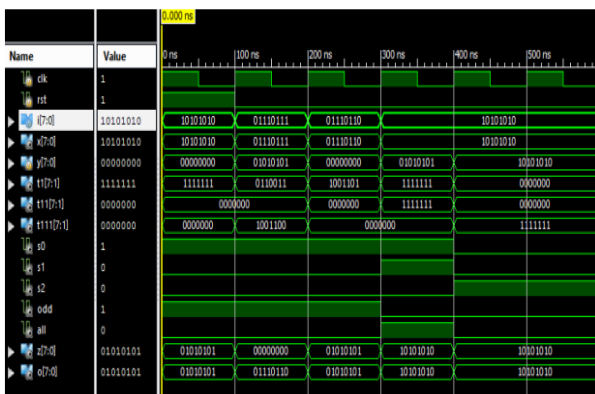 0.000 ns
Name Value 0 ns 100 ns 200 ns 300 ns 400 ns 500 ns
clk 1
rst 1
i[7:0] 10101010 10101010 01110111 01110110 10101010
x[7:0] 10101010 10101010 01110111 01110110 10101010
y[7:0] 00000000 00000000 01010101 00000000 01010101 10101010
t1[7:1] 1111111 1111111 0110011 1001101 1111111 0000000
t11[7:1] 0000000 0000000 0000000 1111111 0000000
t111[7:1] 0000000 0000000 1001100 0000000 1111111
s0 1
s1 0
s2 0
odd 1
all 0
z[7:0] 01010101 01010101 00000000 01010101 10101010 10101010
o[7:0] 01010101 01010101 01110110 01010101 10101010 10101010